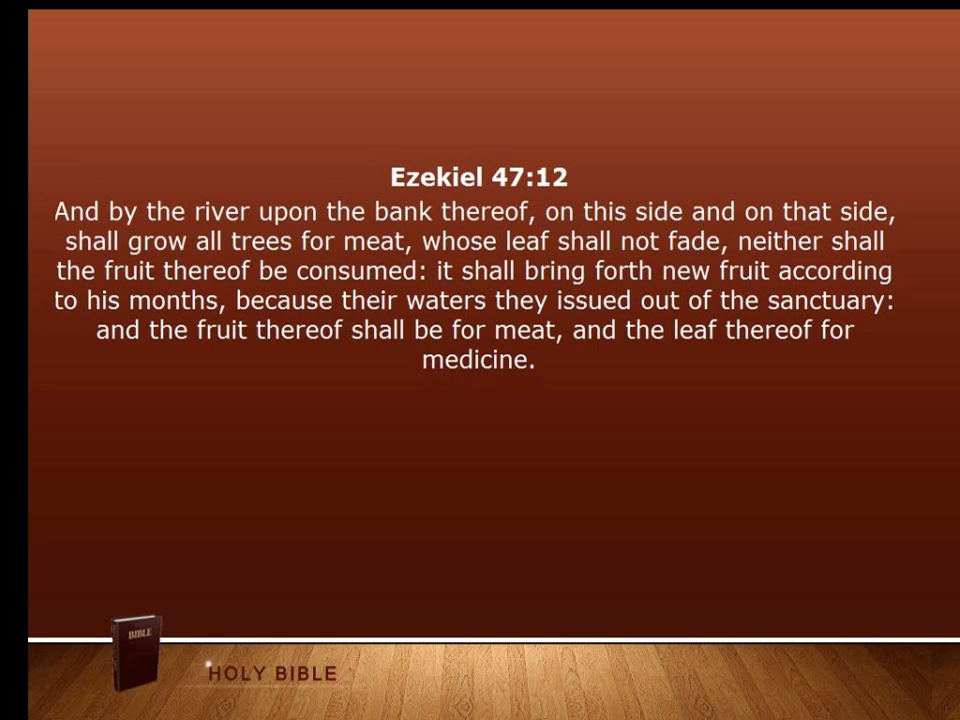 Ezekiel 47:12
And by the river upon the bank thereof, on this side and on that side,
shall grow all trees for meat, whose leaf shall not fade, neither shall
the fruit thereof be consumed: it shall bring forth new fruit according
to his months, because their waters they issued out of the sanctuary:
and the fruit thereof shall be for meat, and the leaf thereof for
medicine.
BIBLE
HOLY BIBLE